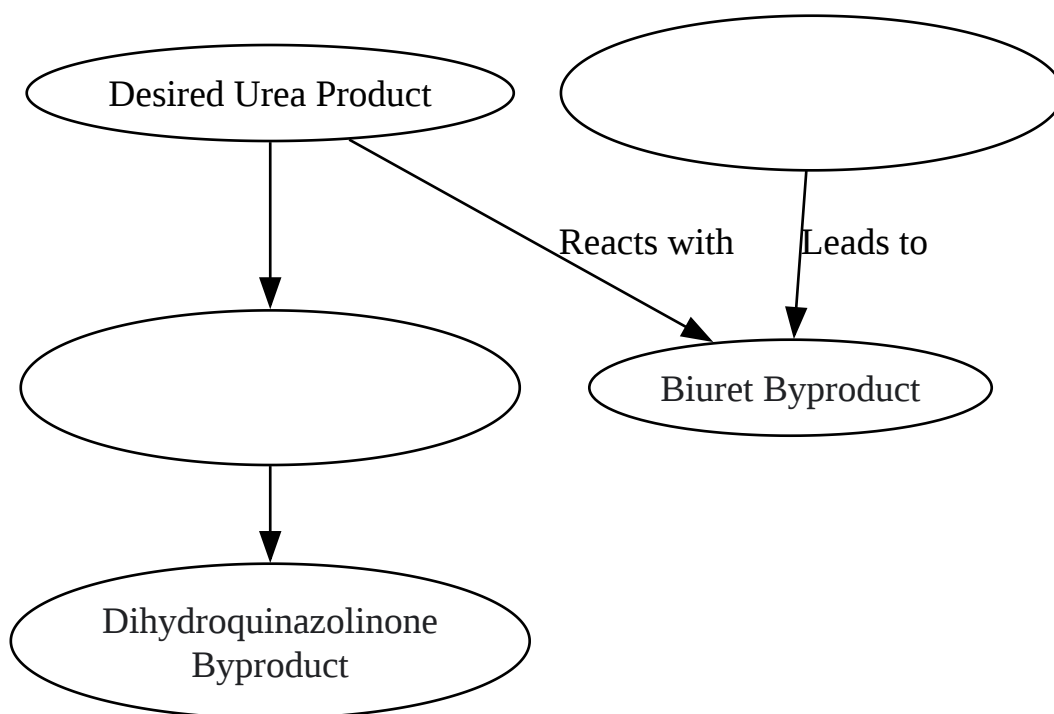 Desired Urea Product
Reacts with
Leads to
Biuret Byproduct
Dihydroquinazolinone
Byproduct